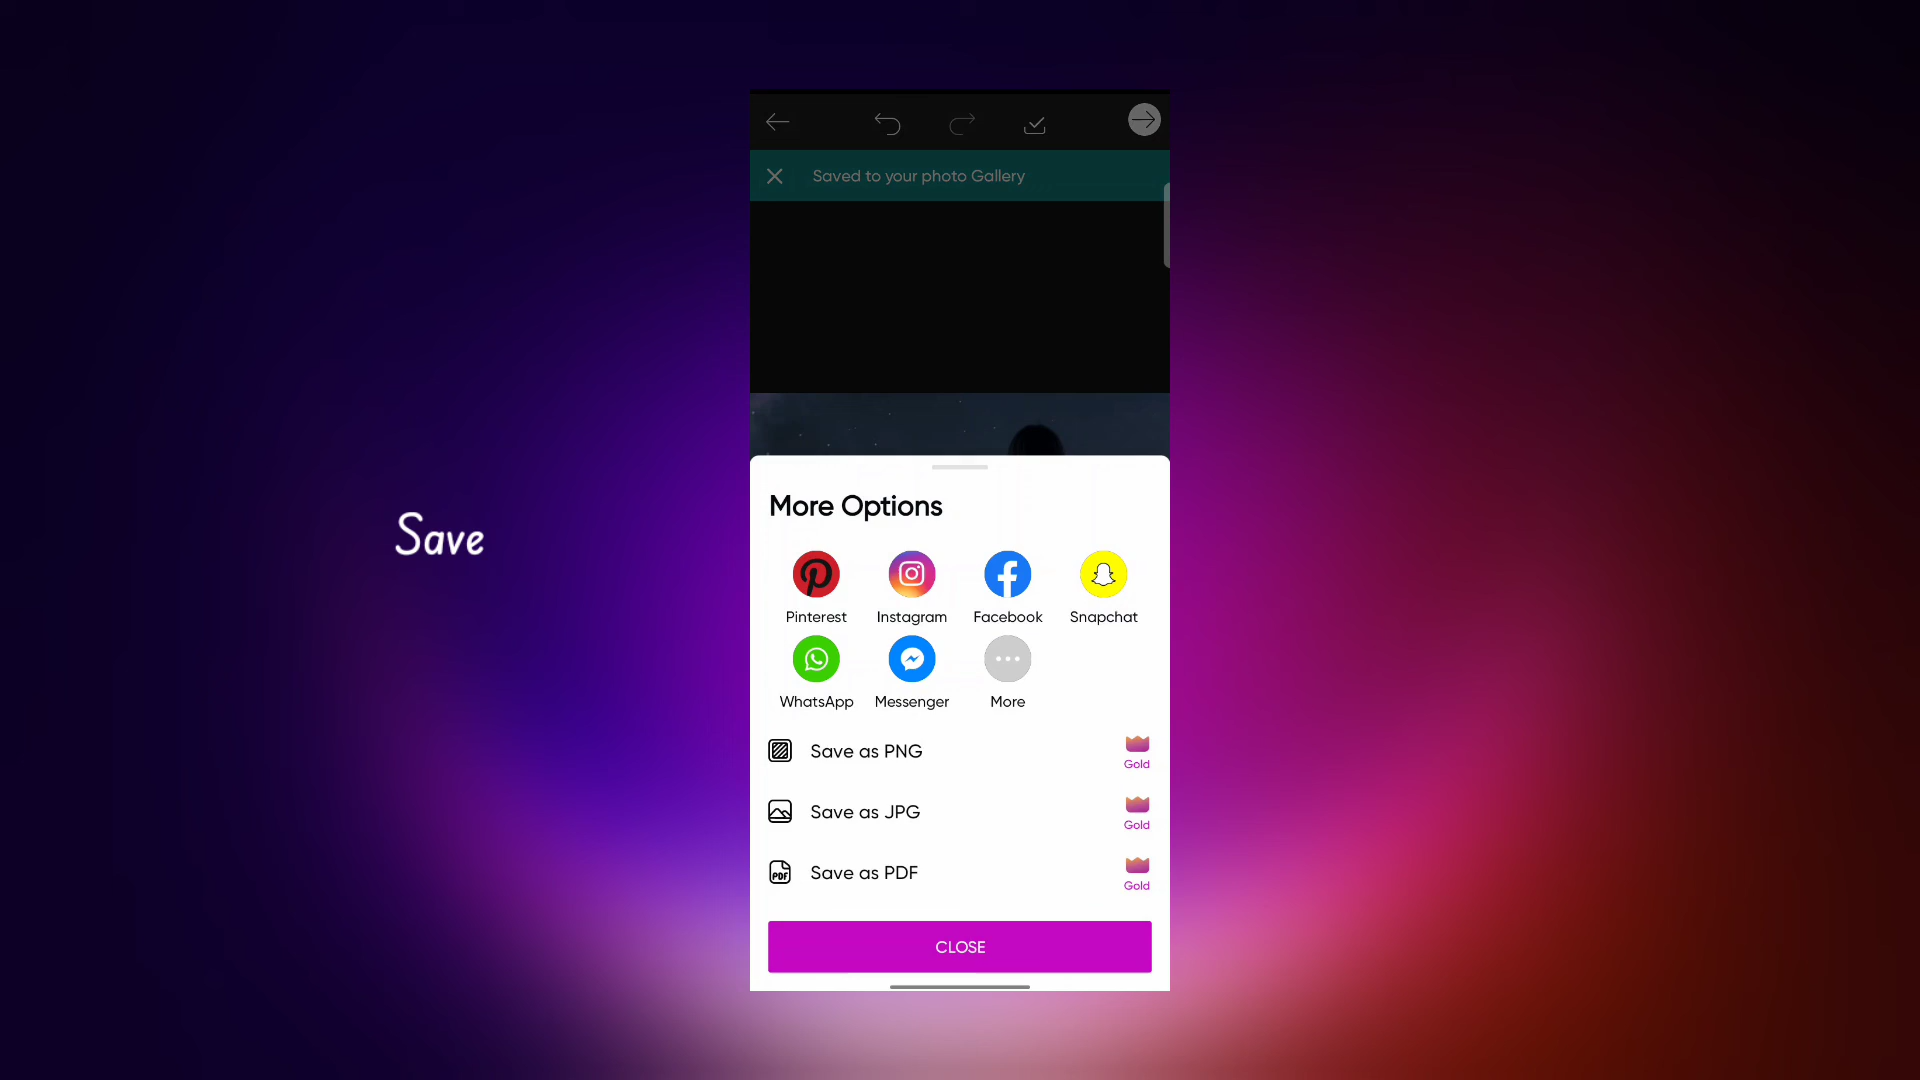 Saved to your photo Gallery
More Options
Save
Pinterest Instagram Facebook Snapchat
WhatsApp Messenger More
Save as PNG Gold
Save as JPG Gold
PDF Save as PDF Gold
CLOSE